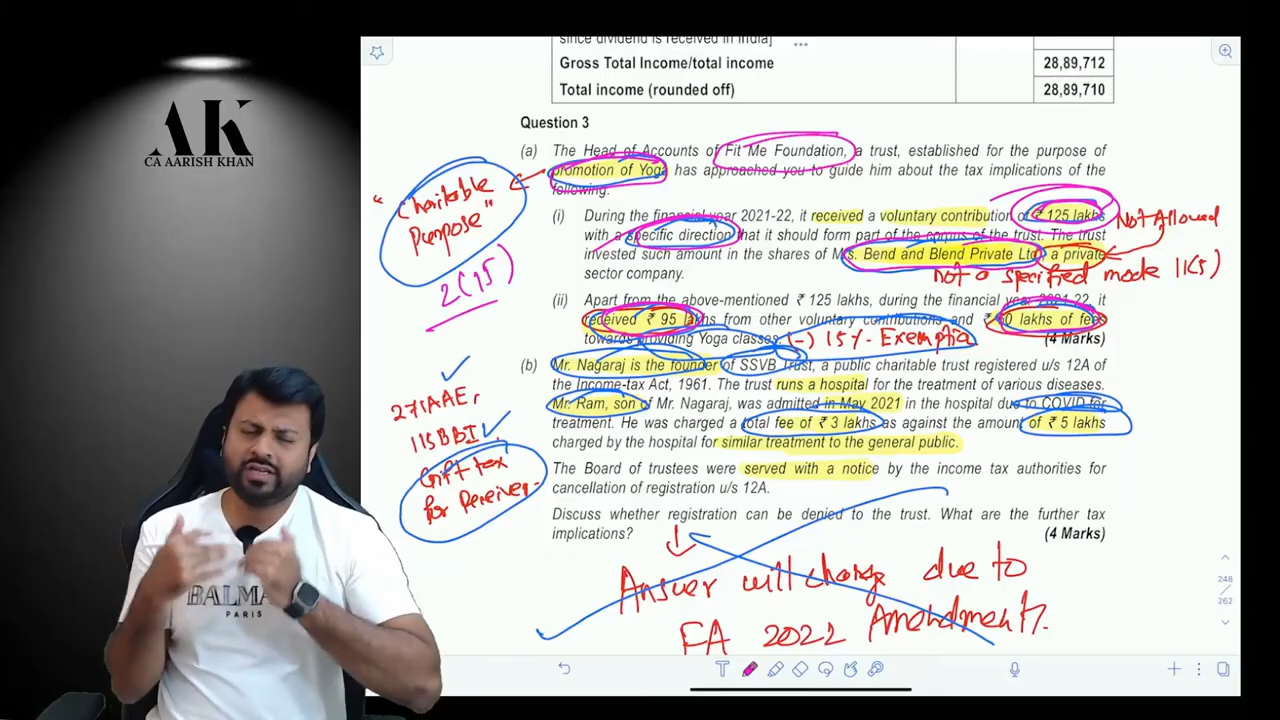 AK
CA AARISH KHAN
BALMA
PARIS
since dividend is received in India]
Gross Total Income/total income 28,89,712
Total income (rounded off) 28,89,710
Question 3
(a) The Head of Accounts of Fit Me Foundation, a trust, established for the purpose of
promotion of Yoga has approached you to guide him about the tax implications of the
following.
(i) During the financial year 2021-22, it received a voluntary contribution of ₹ 125 lakhs
with a specific direction that it should form part of the corpus of the trust. The trust
invested such amount in the shares of M/s. Bend and Blend Private Ltd, a private
sector company.
(ii) Apart from the above-mentioned ₹ 125 lakhs, during the financial year 2021-22, it
received ₹ 95 lakhs from other voluntary contributions and ₹ 60 lakhs of fees
towards providing Yoga classes. (4 Marks)
(b) Mr. Nagaraj is the founder of SSVB Trust, a public charitable trust registered u/s 12A of
the Income-tax Act, 1961. The trust runs a hospital for the treatment of various diseases.
Mr. Ram, son of Mr. Nagaraj, was admitted in May 2021 in the hospital due to COVID for
treatment. He was charged a total fee of ₹ 3 lakhs as against the amount of ₹ 5 lakhs
charged by the hospital for similar treatment to the general public.
The Board of trustees were served with a notice by the income tax authorities for
cancellation of registration u/s 12A.
Discuss whether registration can be denied to the trust. What are the further tax
implications? (4 Marks)
"Charitable
Purpose"
2(15)
Not Allowed
Not a specified mode 11(5)
(-) 15% Exemption
271AAE,
115BBI
Gift tax
for Receiver
Answer will change due to
FA 2022 Amendment.
248
262